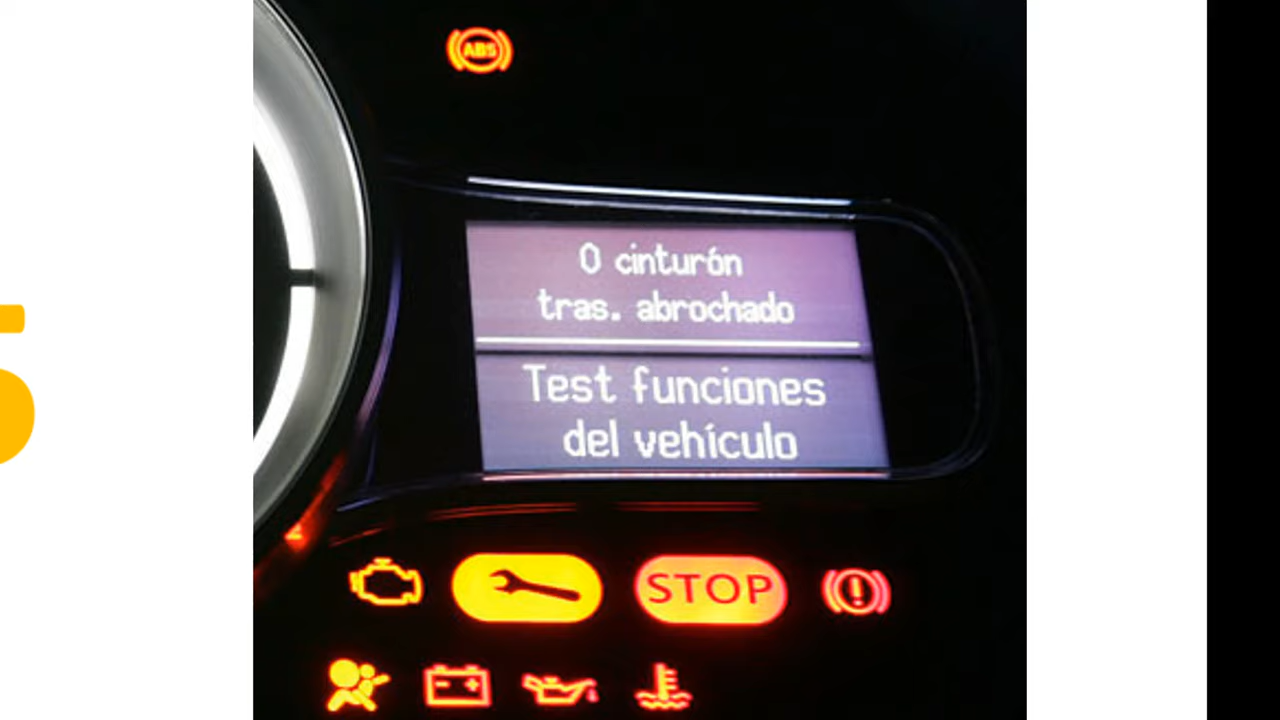 ABS
0 cinturón
tras. abrochado
Test funciones
del vehículo
STOP